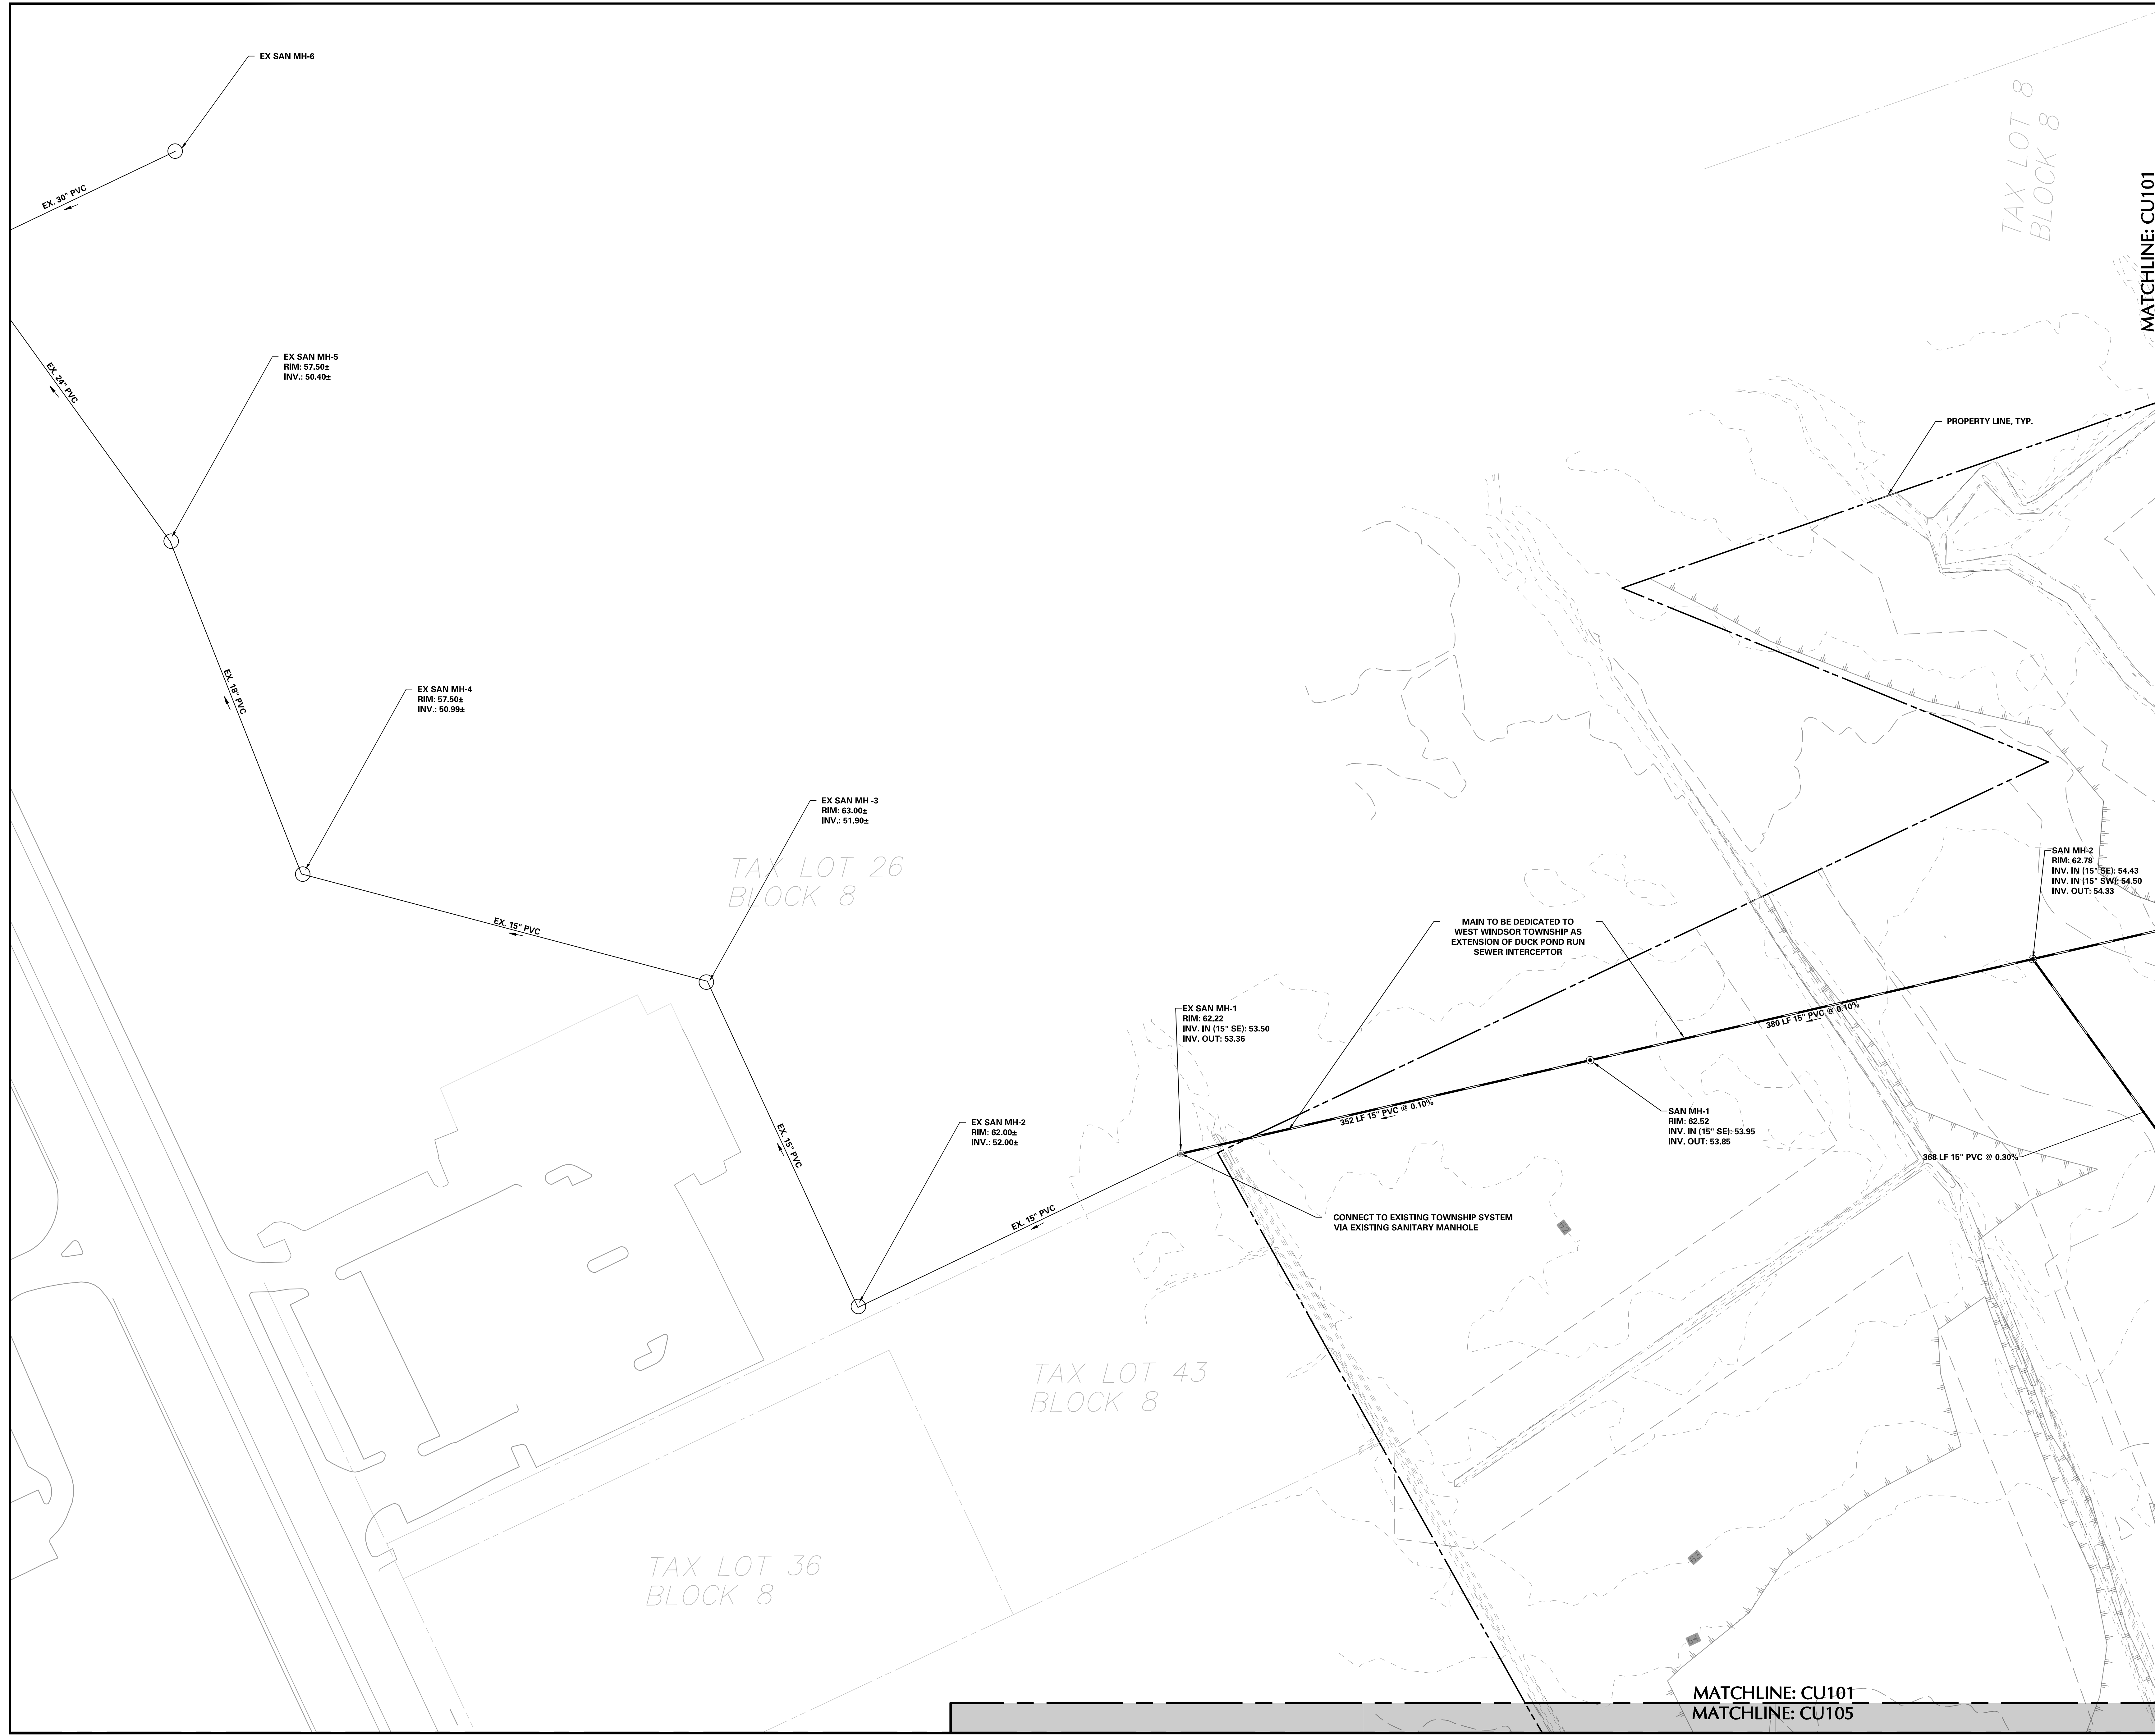 EX SAN MH-6
EX. 30" PVC
TAX LOT 8
BLOCK 8
MATCHLINE: CU101
EX SAN MH-5
RIM: 57.50±
INV.: 50.40±
EX. 24" PVC
PROPERTY LINE, TYP.
EX SAN MH-4
RIM: 57.50±
INV.: 50.99±
EX. 18" PVC
EX SAN MH -3
RIM: 63.00±
INV.: 51.90±
TAX LOT 26
BLOCK 8
EX. 15" PVC
SAN MH-2
RIM: 62.78
INV. IN (15" SE): 54.43
INV. IN (15" SW): 54.50
INV. OUT: 54.33
MAIN TO BE DEDICATED TO
WEST WINDSOR TOWNSHIP AS
EXTENSION OF DUCK POND RUN
SEWER INTERCEPTOR
EX SAN MH-1
RIM: 62.22
INV. IN (15" SE): 53.50
INV. OUT: 53.36
380 LF 15" PVC @ 0.10%
352 LF 15" PVC @ 0.10%
SAN MH-1
RIM: 62.52
INV. IN (15" SE): 53.95
INV. OUT: 53.85
EX SAN MH-2
RIM: 62.00±
INV.: 52.00±
EX. 15" PVC
368 LF 15" PVC @ 0.30%
EX. 15" PVC
CONNECT TO EXISTING TOWNSHIP SYSTEM
VIA EXISTING SANITARY MANHOLE
TAX LOT 43
BLOCK 8
TAX LOT 36
BLOCK 8
MATCHLINE: CU101
MATCHLINE: CU105